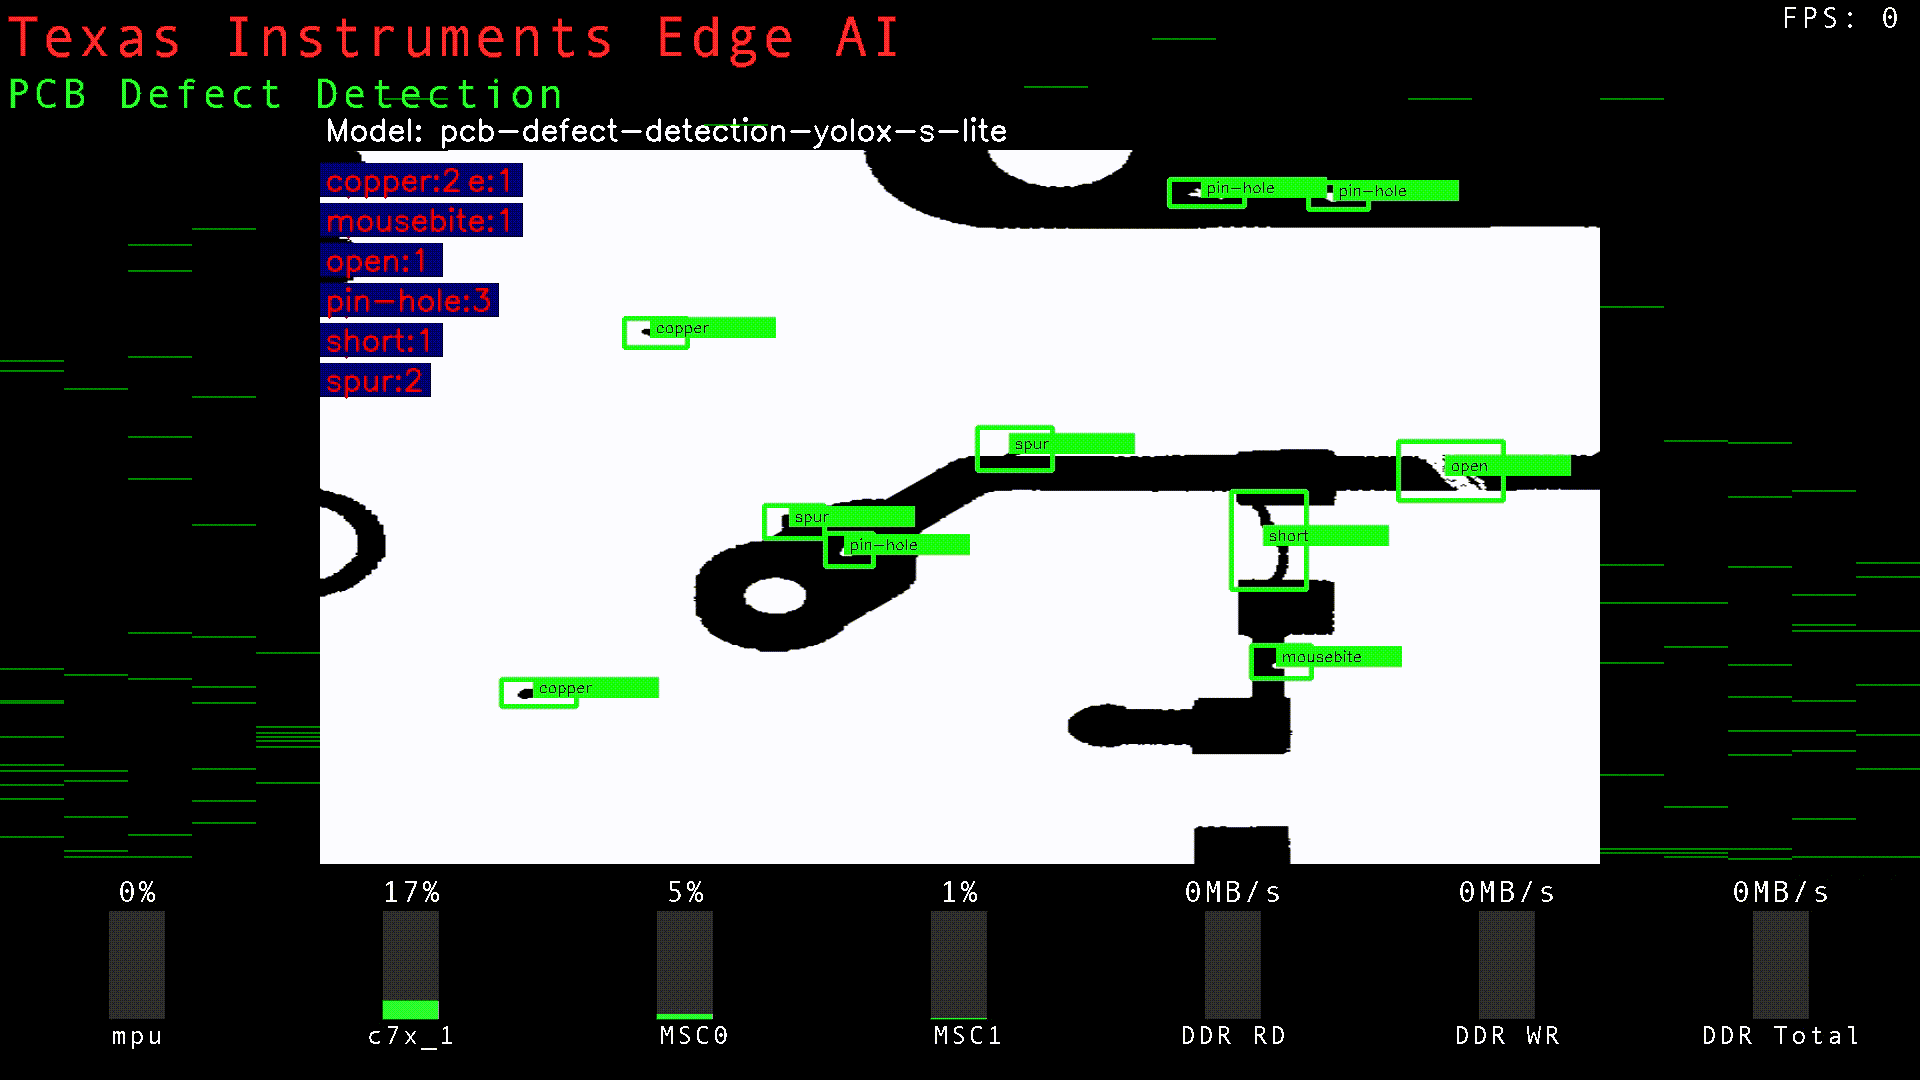 Texas Instruments Edge AI
FPS: 0
PCB Defect Detection
Model: pcb-defect-detection-yolox-s-lite
copper:2 e:1
mousebite:1
open:1
pin-hole:3
short:1
spur:2
pin-hole
pin-hole
copper
spur
open
spur
short
pin-hole
mousebite
copper
0%
17%
5%
1%
0MB/s
0MB/s
0MB/s
mpu
c7x_1
MSC0
MSC1
DDR RD
DDR WR
DDR Total